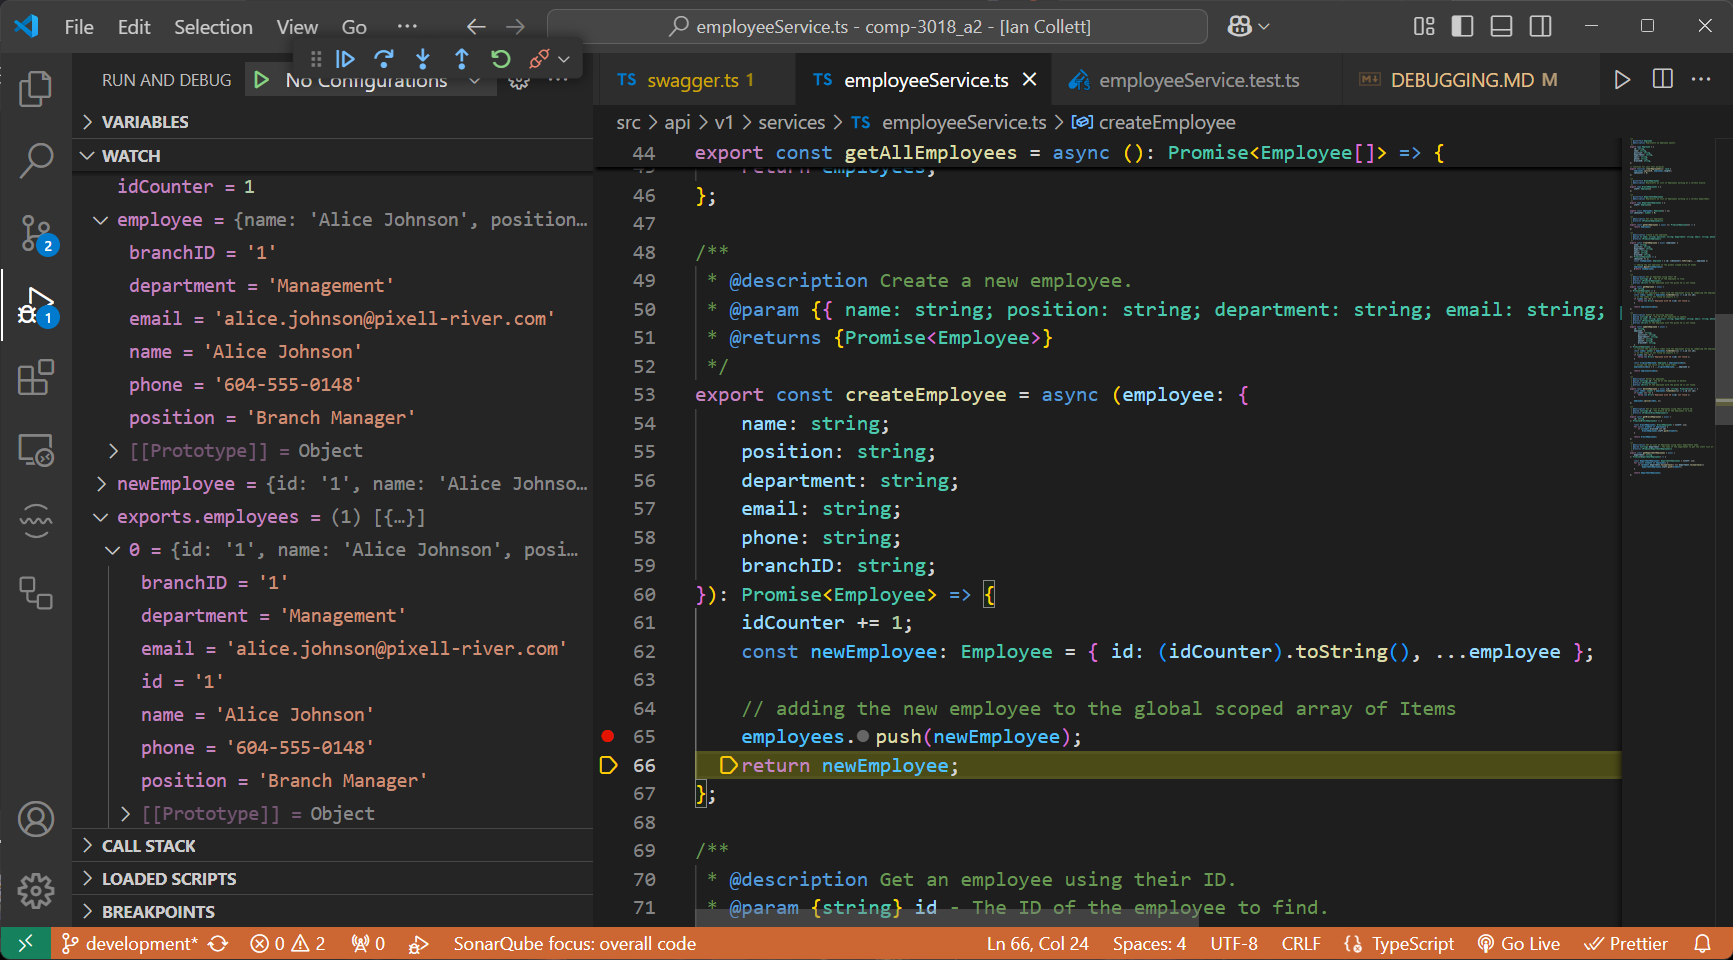 File Edit Selection View Go ··· employeeService.ts - comp-3018_a2 - [Ian Collett]
RUN AND DEBUG No Configurations
VARIABLES
WATCH
idCounter = 1
employee = {name: 'Alice Johnson', position…
branchID = '1'
department = 'Management'
email = 'alice.johnson@pixell-river.com'
name = 'Alice Johnson'
phone = '604-555-0148'
position = 'Branch Manager'
[[Prototype]] = Object
newEmployee = {id: '1', name: 'Alice Johnso…
exports.employees = (1) [{…}]
0 = {id: '1', name: 'Alice Johnson', posi…
branchID = '1'
department = 'Management'
email = 'alice.johnson@pixell-river.com'
id = '1'
name = 'Alice Johnson'
phone = '604-555-0148'
position = 'Branch Manager'
[[Prototype]] = Object
CALL STACK
LOADED SCRIPTS
BREAKPOINTS
2
1
TS swagger.ts 1 TS employeeService.ts employeeService.test.ts DEBUGGING.MD M
src > api > v1 > services > TS employeeService.ts > createEmployee
44 export const getAllEmployees = async (): Promise<Employee[]> => {
45 return employees;
46 };
47
48 /**
49 * @description Create a new employee.
50 * @param {{ name: string; position: string; department: string; email: string;
51 * @returns {Promise<Employee>}
52 */
53 export const createEmployee = async (employee: {
54 name: string;
55 position: string;
56 department: string;
57 email: string;
58 phone: string;
59 branchID: string;
60 }): Promise<Employee> => {
61 idCounter += 1;
62 const newEmployee: Employee = { id: (idCounter).toString(), ...employee };
63
64 // adding the new employee to the global scoped array of Items
65 employees.push(newEmployee);
66 return newEmployee;
67 };
68
69 /**
70 * @description Get an employee using their ID.
71 * @param {string} id - The ID of the employee to find.
development* 0 2 0 SonarQube focus: overall code Ln 66, Col 24 Spaces: 4 UTF-8 CRLF TypeScript Go Live Prettier